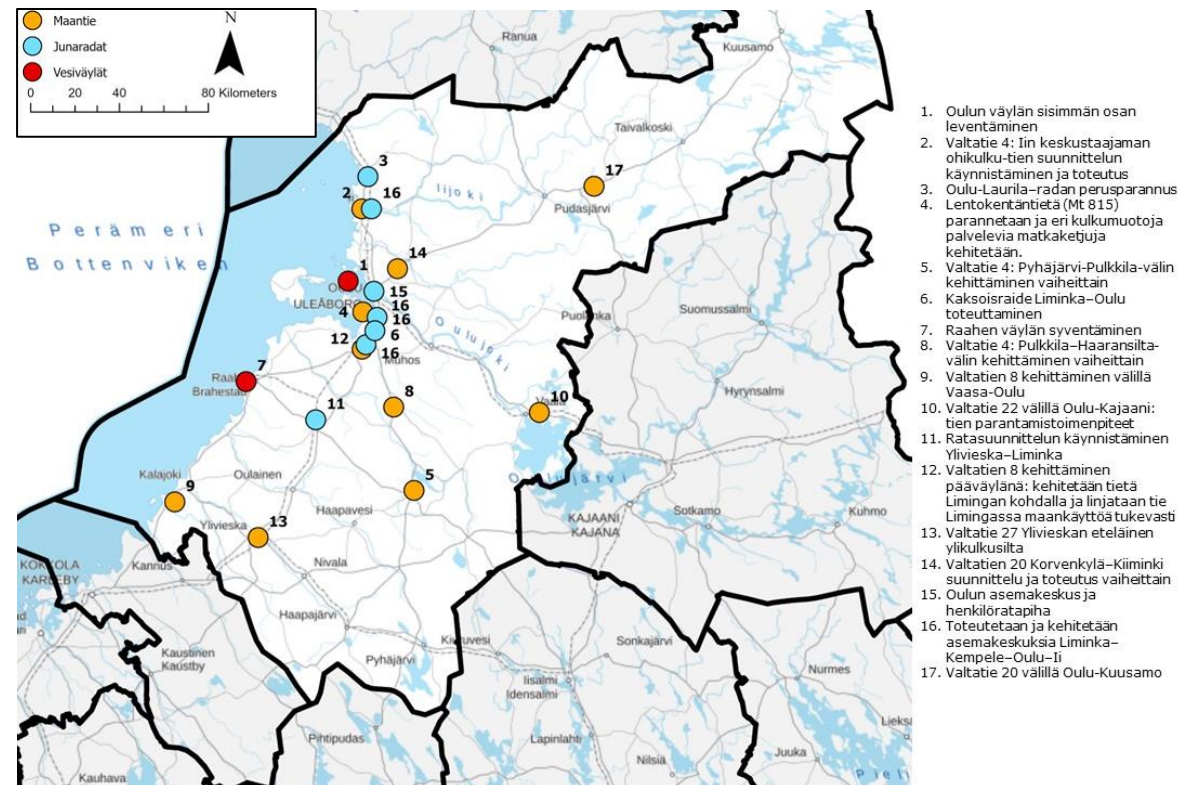 Maantie
Junaradat
Vesiväylät
N
0 20 40 80 Kilometers
Ranua
Kuusamo
Taivalkoski
3
17
2
16
Iijoki
Pudasjärvi
Perämeri
Bottenviken
14
1
15
ULEÅBORG
16
Suomussalmi
4
16
Oulujoki
6
12
16
Muhos
7
Brahestad
Hyrynsalmi
11
8
10
Vaala
Kalajoki
Oulainen
5
Oulujärvi
9
Haapavesi
KAJAANI
KAJANA
Sotkamo
Kuhmo
Ylivieska
13
Nivala
KOKKOLA
KARLEBY
Kannus
Haapajärvi
Kiuruvesi
Sonkajärvi
Kaustinen
Kaustby
Pyhäjärvi
Nurmes
Iisalmi
Idensalmi
Pihtipudas
Lapinlahti
Juuka
Nilsiä
Kauhava
1. Oulun väylän sisimmän osan
leventäminen
2. Valtatie 4: Iin keskustaajaman
ohikulku-tien suunnittelun
käynnistäminen ja toteutus
3. Oulu-Laurila–radan perusparannus
4. Lentokentäntietä (Mt 815)
parannetaan ja eri kulkumuotoja
palvelevia matkaketjuja
kehitetään.
5. Valtatie 4: Pyhäjärvi-Pulkkila-välin
kehittäminen vaiheittain
6. Kaksoisraide Liminka–Oulu
toteuttaminen
7. Raahen väylän syventäminen
8. Valtatie 4: Pulkkila–Haaransilta-
välin kehittäminen vaiheittain
9. Valtatien 8 kehittäminen välillä
Vaasa-Oulu
10. Valtatie 22 välillä Oulu-Kajaani:
tien parantamistoimenpiteet
11. Ratasuunnittelun käynnistäminen
Ylivieska–Liminka
12. Valtatien 8 kehittäminen
pääväylänä: kehitetään tietä
Limingan kohdalla ja linjataan tie
Limingassa maankäyttöä tukevasti
13. Valtatie 27 Ylivieskan eteläinen
ylikulkusilta
14. Valtatien 20 Korvenkylä–Kiiminki
suunnittelu ja toteutus vaiheittain
15. Oulun asemakeskus ja
henkilöratapiha
16. Toteutetaan ja kehitetään
asemakeskuksia Liminka–
Kempele–Oulu–Ii
17. Valtatie 20 välillä Oulu-Kuusamo